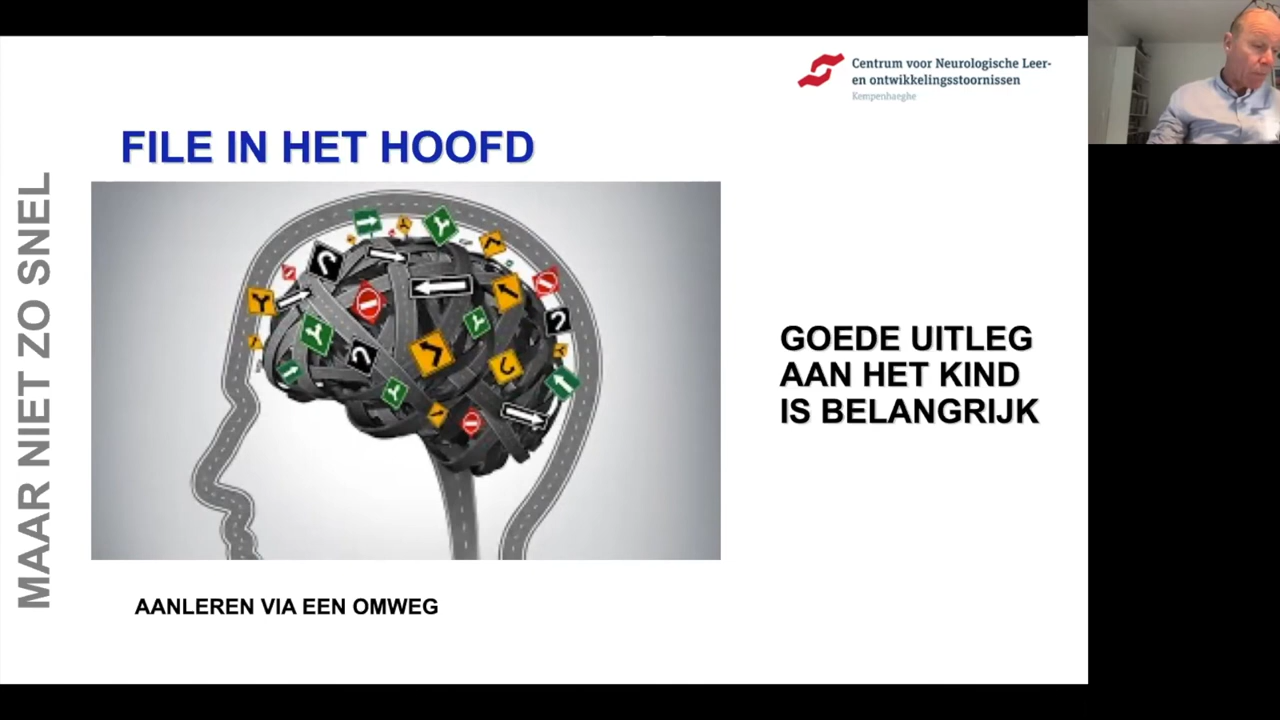 Centrum voor Neurologische Leer-
en ontwikkelingsstoornissen
Kempenhaeghe
FILE IN HET HOOFD
MAAR NIET ZO SNEL
GOEDE UITLEG
AAN HET KIND
IS BELANGRIJK
AANLEREN VIA EEN OMWEG